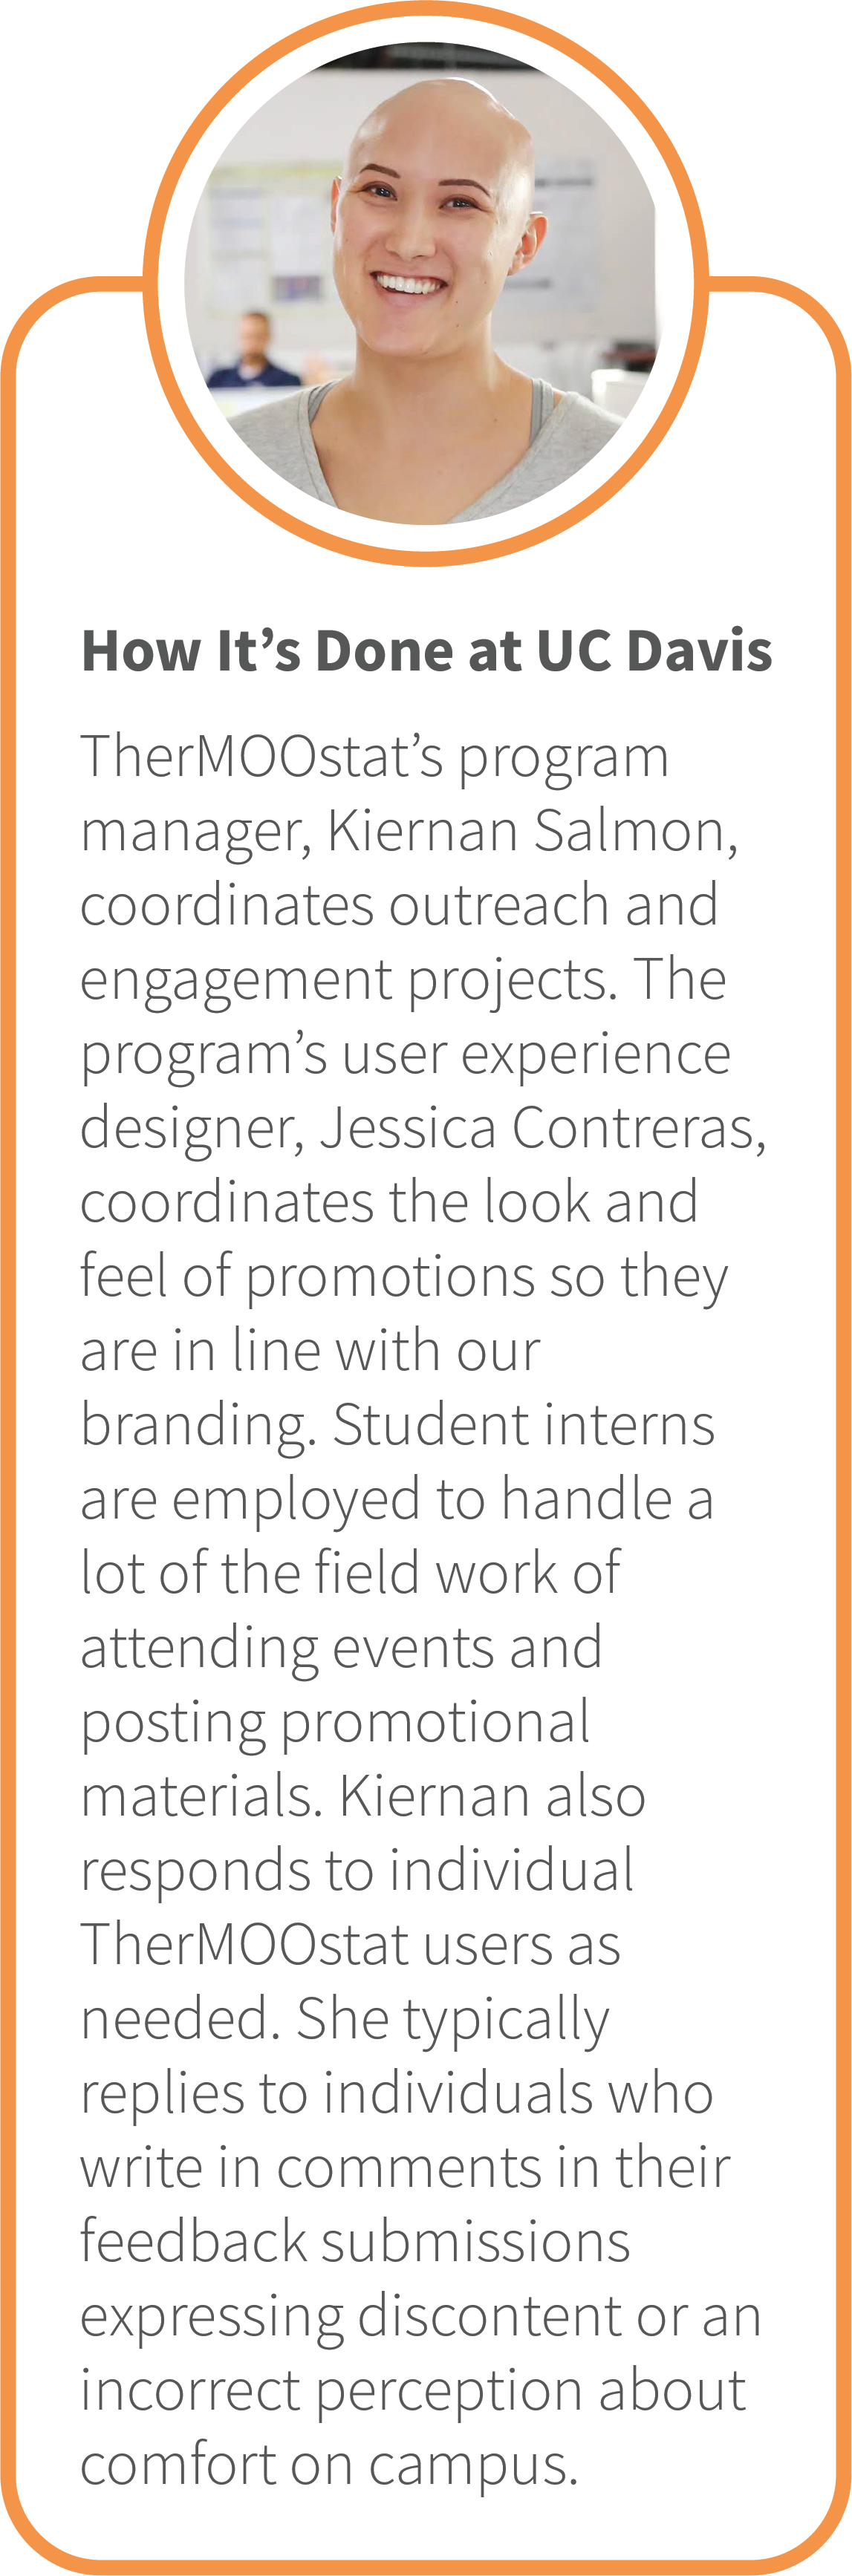 How It’s Done at UC Davis
TherMOOstat’s program
manager, Kiernan Salmon,
coordinates outreach and
engagement projects. The
program’s user experience
designer, Jessica Contreras,
coordinates the look and
feel of promotions so they
are in line with our
branding. Student interns
are employed to handle a
lot of the field work of
attending events and
posting promotional
materials. Kiernan also
responds to individual
TherMOOstat users as
needed. She typically
replies to individuals who
write in comments in their
feedback submissions
expressing discontent or an
incorrect perception about
comfort on campus.